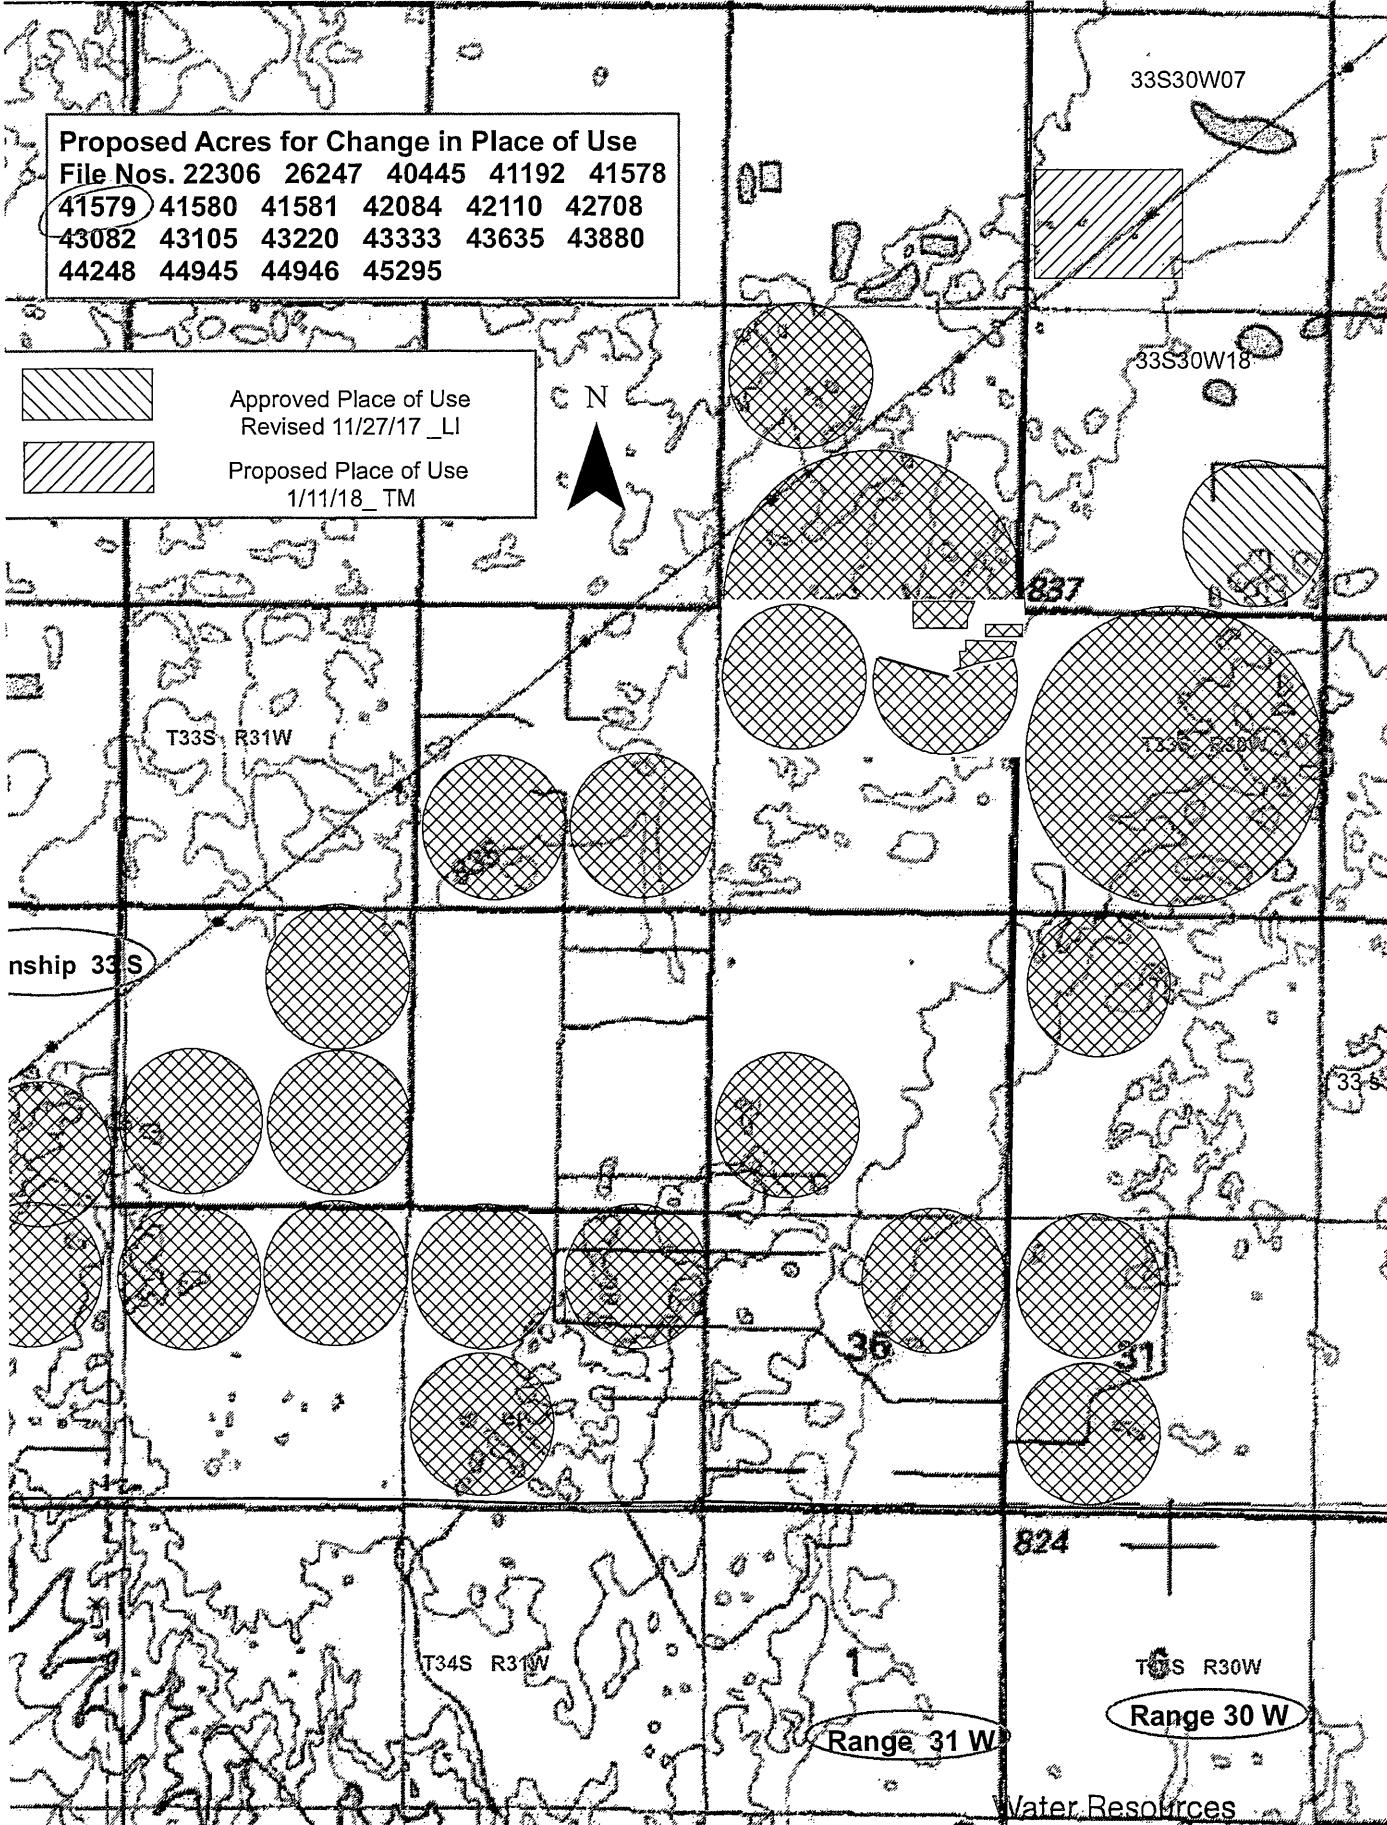 33S30W07
Proposed Acres for Change in Place of Use
File Nos. 22306 26247 40445 41192 41578
41579 41580 41581 42084 42110 42708
43082 43105 43220 43333 43635 43880
44248 44945 44946 45295
33S30W18
Approved Place of Use
Revised 11/27/17 _LI
Proposed Place of Use
1/11/18_ TM
N
837
T33S R31W
T33S R30W
835
nship 33 S
33 S
36
31
824
T34S R31W
1
R30W
Range 30 W
Range 31 W
Water Resources